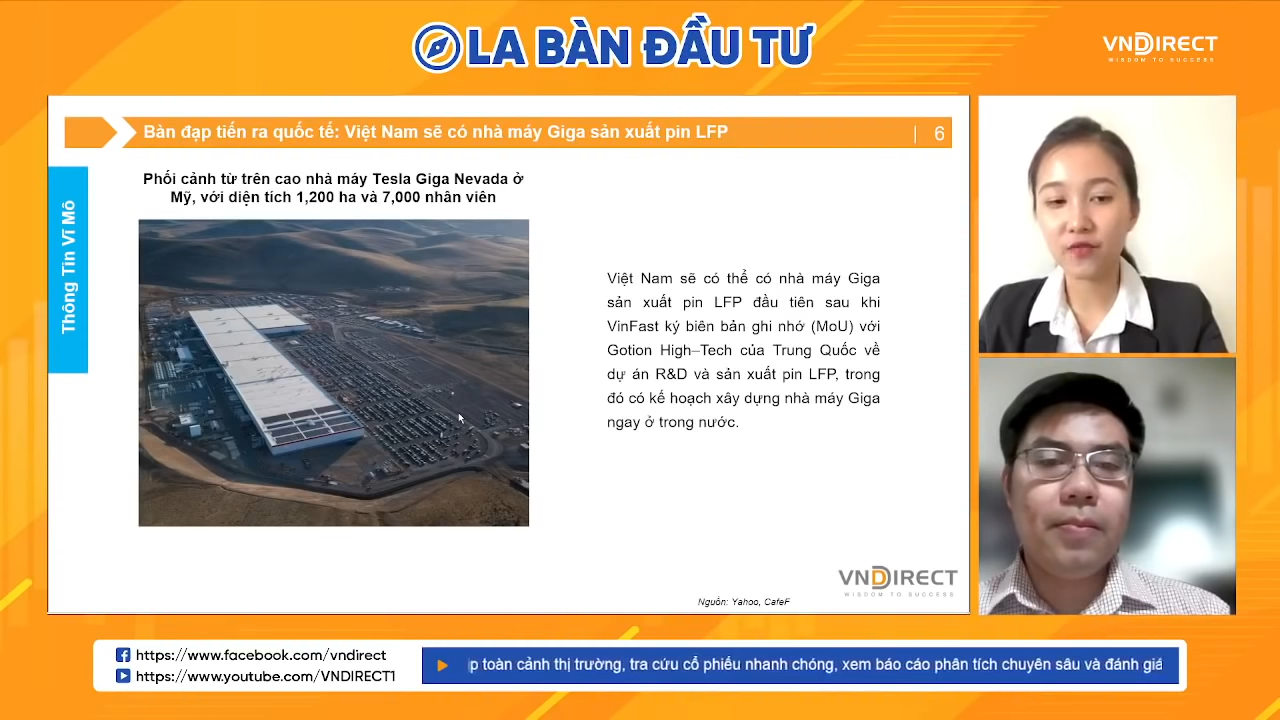 LA BÀN ĐẦU TƯ
VNDIRECT
WISDOM TO SUCCESS
Bàn đạp tiến ra quốc tế: Việt Nam sẽ có nhà máy Giga sản xuất pin LFP
| 6
Thông Tin Vĩ Mô
Phối cảnh từ trên cao nhà máy Tesla Giga Nevada ở
Mỹ, với diện tích 1,200 ha và 7,000 nhân viên
Việt Nam sẽ có thể có nhà máy Giga
sản xuất pin LFP đầu tiên sau khi
VinFast ký biên bản ghi nhớ (MoU) với
Gotion High–Tech của Trung Quốc về
dự án R&D và sản xuất pin LFP, trong
đó có kế hoạch xây dựng nhà máy Giga
ngay ở trong nước.
VNDIRECT
WISDOM TO SUCCESS
Nguồn: Yahoo, CafeF
https://www.facebook.com/vndirect
https://www.youtube.com/VNDIRECT1
toàn cảnh thị trường, tra cứu cổ phiếu nhanh chóng, xem báo cáo phân tích chuyên sâu và đánh giá